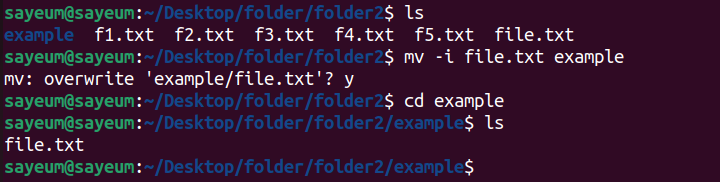 sayeum@sayeum:~/Desktop/folder/folder2$ ls
example  f1.txt  f2.txt  f3.txt  f4.txt  f5.txt  file.txt
sayeum@sayeum:~/Desktop/folder/folder2$ mv -i file.txt example
mv: overwrite 'example/file.txt'? y
sayeum@sayeum:~/Desktop/folder/folder2$ cd example
sayeum@sayeum:~/Desktop/folder/folder2/example$ ls
file.txt
sayeum@sayeum:~/Desktop/folder/folder2/example$